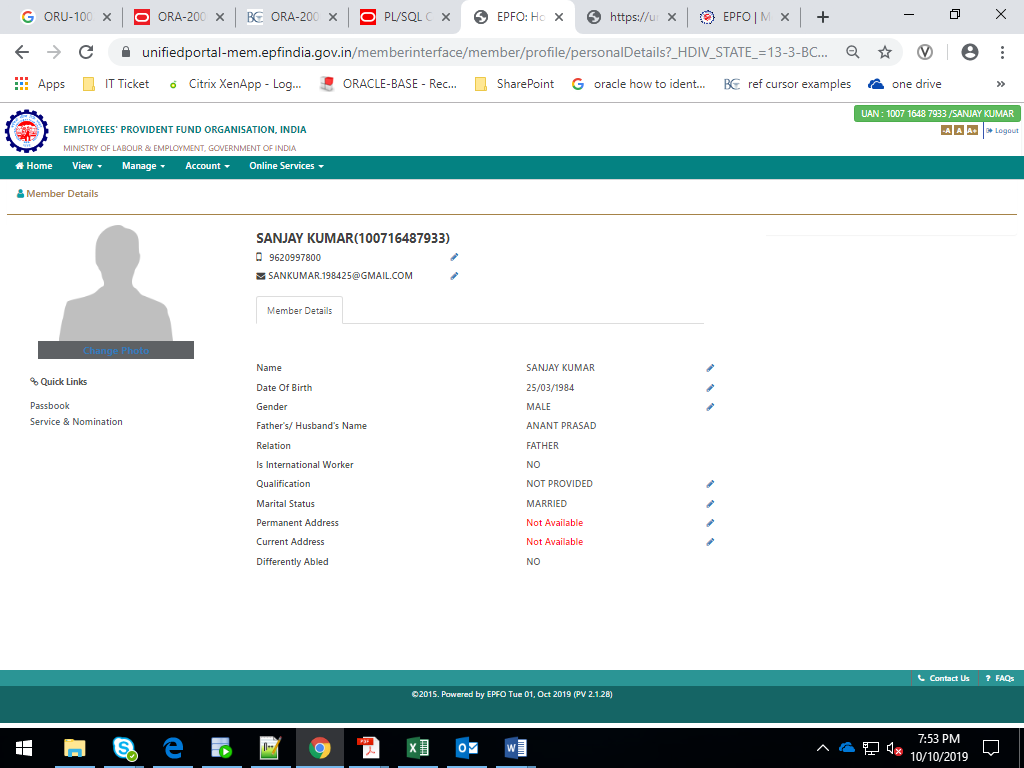 ORU-100 ORA-200 ORA-200 PL/SQL C EPFO: Ho https://u EPFO | M
unifiedportal-mem.epfindia.gov.in/memberinterface/member/profile/personalDetails?_HDIV_STATE_=13-3-BC...
Apps IT Ticket Citrix XenApp - Log... ORACLE-BASE - Rec... SharePoint oracle how to ident... ref cursor examples one drive »
UAN : 1007 1648 7933 /SANJAY KUMAR
EMPLOYEES' PROVIDENT FUND ORGANISATION, INDIA
-A A A+ Logout
MINISTRY OF LABOUR & EMPLOYMENT, GOVERNMENT OF INDIA
Home View Manage Account Online Services
Member Details
SANJAY KUMAR(100716487933)
9620997800
SANKUMAR.198425@GMAIL.COM
Member Details
Change Photo
Quick Links
Passbook
Service & Nomination
Name SANJAY KUMAR
Date Of Birth 25/03/1984
Gender MALE
Father's/ Husband's Name ANANT PRASAD
Relation FATHER
Is International Worker NO
Qualification NOT PROVIDED
Marital Status MARRIED
Permanent Address Not Available
Current Address Not Available
Differently Abled NO
Contact Us ? FAQs
©2015. Powered by EPFO Tue 01, Oct 2019 (PV 2.1.28)
7:53 PM
10/10/2019